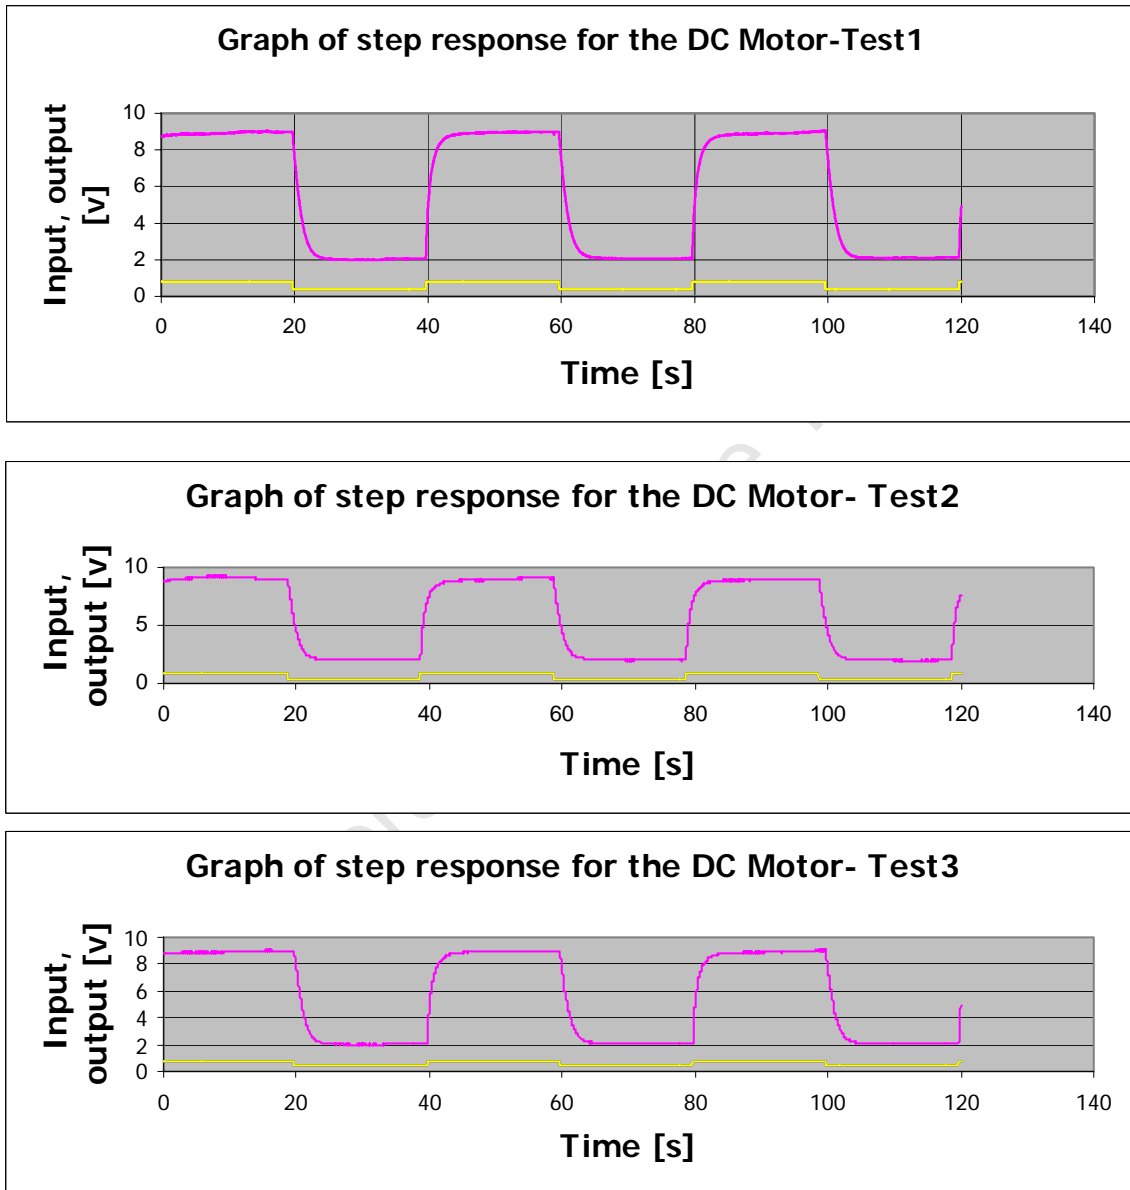 Graph of step response for the DC Motor-Test1
Input, output
[v]
10
8
6
4
2
0
0 20 40 60 80 100 120 140
Time [s]
Graph of step response for the DC Motor- Test2
Input,
output [v]
10
5
0
0 20 40 60 80 100 120 140
Time [s]
Graph of step response for the DC Motor- Test3
Input,
output [v]
10
8
6
4
2
0
0 20 40 60 80 100 120 140
Time [s]